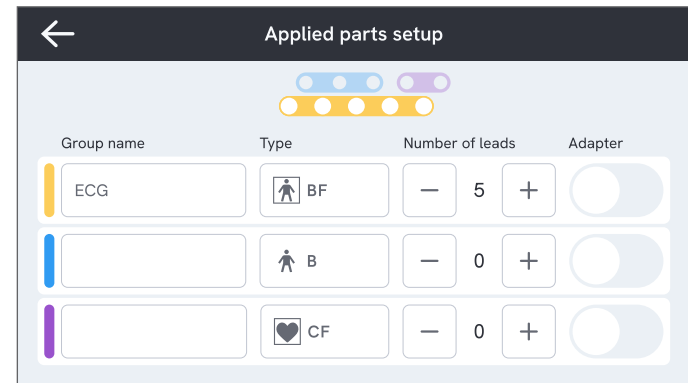 Applied parts setup
Group name Type Number of leads Adapter
ECG BF 5
B 0
CF 0